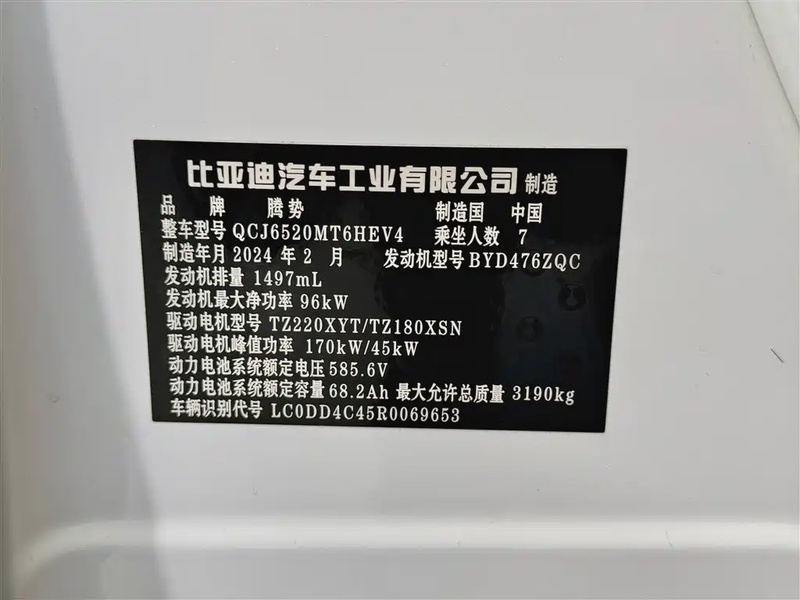 比亚迪汽车工业有限公司 制造
品 牌 腾势 制造国 中国
整车型号 QCJ6520MT6HEV4 乘坐人数 7
制造年月 2024 年 2 月 发动机型号 BYD476ZQC
发动机排量 1497mL
发动机最大净功率 96kW
驱动电机型号 TZ220XYT/TZ180XSN
驱动电机峰值功率 170kW/45kW
动力电池系统额定电压 585.6V
动力电池系统额定容量 68.2Ah 最大允许总质量 3190kg
车辆识别代号 LC0DD4C45R0069653